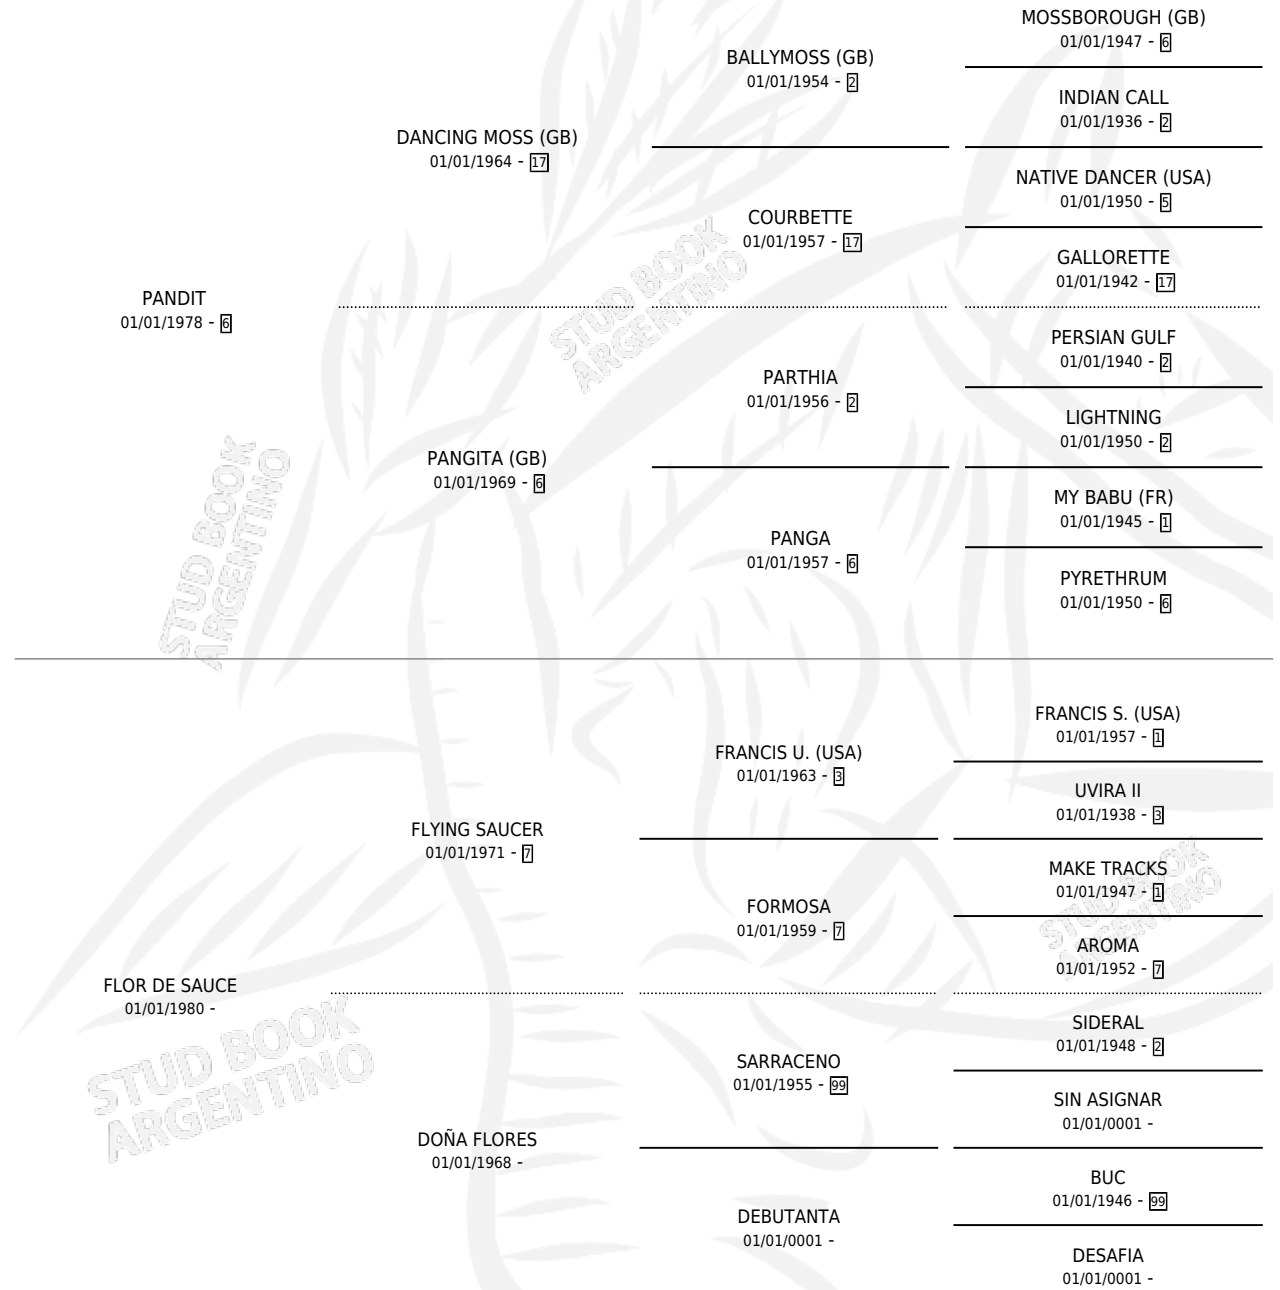 MOSSBOROUGH (GB)
01/01/1947 - 6
BALLYMOSS (GB)
01/01/1954 - 2
INDIAN CALL
01/01/1936 - 2
DANCING MOSS (GB)
01/01/1964 - 17
NATIVE DANCER (USA)
01/01/1950 - 5
COURBETTE
01/01/1957 - 17
GALLORETTE
01/01/1942 - 17
PANDIT
01/01/1978 - 6
PERSIAN GULF
01/01/1940 - 2
PARTHIA
01/01/1956 - 2
LIGHTNING
01/01/1950 - 2
PANGITA (GB)
01/01/1969 - 6
MY BABU (FR)
01/01/1945 - 1
PANGA
01/01/1957 - 6
PYRETHRUM
01/01/1950 - 6
STUD BOOK
ARGENTINO
STUD BOOK
ARGENTINO
FRANCIS S. (USA)
01/01/1957 - 1
FRANCIS U. (USA)
01/01/1963 - 3
UVIRA II
01/01/1938 - 3
FLYING SAUCER
01/01/1971 - 7
MAKE TRACKS
01/01/1947 - 1
FORMOSA
01/01/1959 - 7
AROMA
01/01/1952 - 7
STUD BOOK
ARGENTINO
FLOR DE SAUCE
01/01/1980 -
SIDERAL
01/01/1948 - 2
SARRACENO
01/01/1955 - 99
SIN ASIGNAR
01/01/0001 -
STUD BOOK
ARGENTINO
DOÑA FLORES
01/01/1968 -
BUC
01/01/1946 - 99
DEBUTANTA
01/01/0001 -
DESAFIA
01/01/0001 -